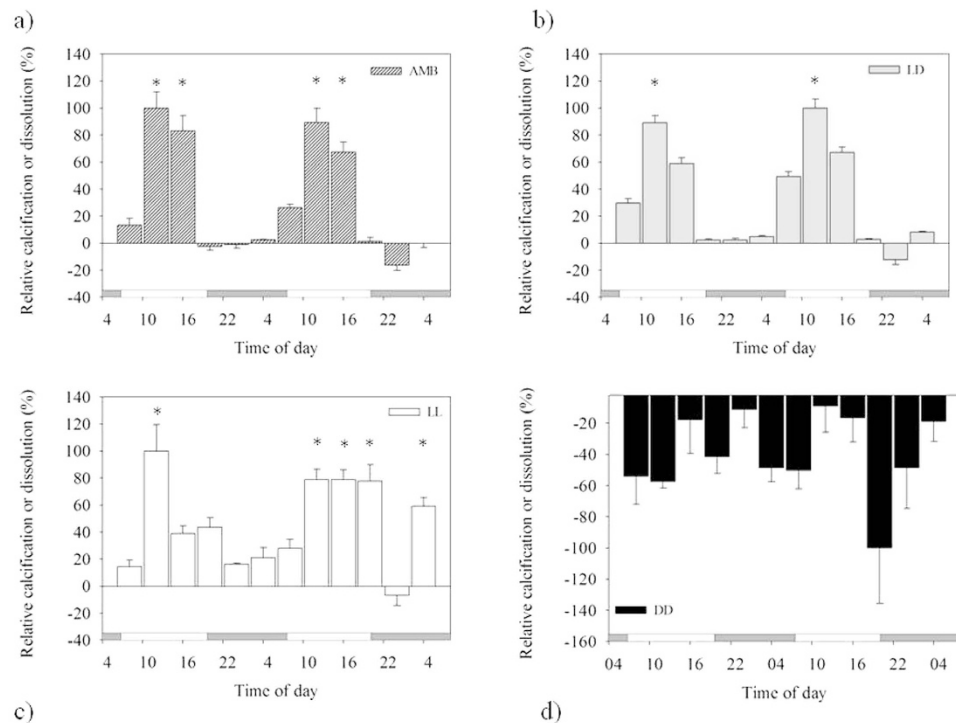 a)
Relative calcification or dissolution (%)
140
120
100
80
60
40
20
0
-20
-40
* * * *
AMB
4 10 16 22 4 10 16 22 4
Time of day
b)
Relative calcification or dissolution (%)
140
120
100
80
60
40
20
0
-20
-40
* *
LD
4 10 16 22 4 10 16 22 4
Time of day
Relative calcification or dissolution (%)
140
120
100
80
60
40
20
0
-20
-40
* * * * *
LL
4 10 16 22 4 10 16 22 4
Time of day
c)
Relative calcification or dissolution (%)
-20
-40
-60
-80
-100
-120
-140
-160
DD
04 10 16 22 04 10 16 22 04
Time of day
d)